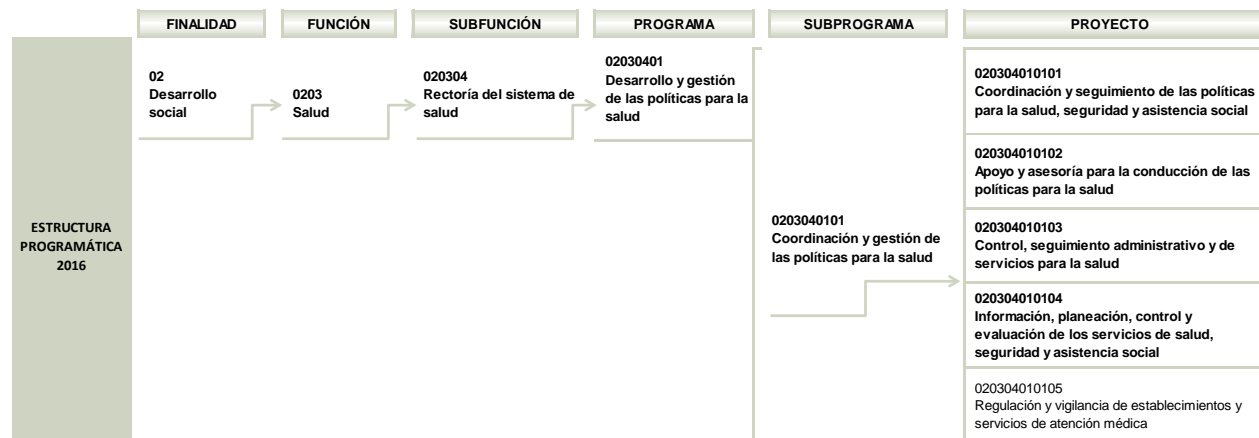 FINALIDAD
FUNCIÓN
SUBFUNCIÓN
PROGRAMA
SUBPROGRAMA
PROYECTO
ESTRUCTURA
PROGRAMÁTICA
2016
02
Desarrollo
social
0203
Salud
020304
Rectoría del sistema de
salud
02030401
Desarrollo y gestión
de las políticas para la
salud
0203040101
Coordinación y gestión de
las políticas para la salud
020304010101
Coordinación y seguimiento de las políticas
para la salud, seguridad y asistencia social
020304010102
Apoyo y asesoría para la conducción de las
políticas para la salud
020304010103
Control, seguimiento administrativo y de
servicios para la salud
020304010104
Información, planeación, control y
evaluación de los servicios de salud,
seguridad y asistencia social
020304010105
Regulación y vigilancia de establecimientos y
servicios de atención médica